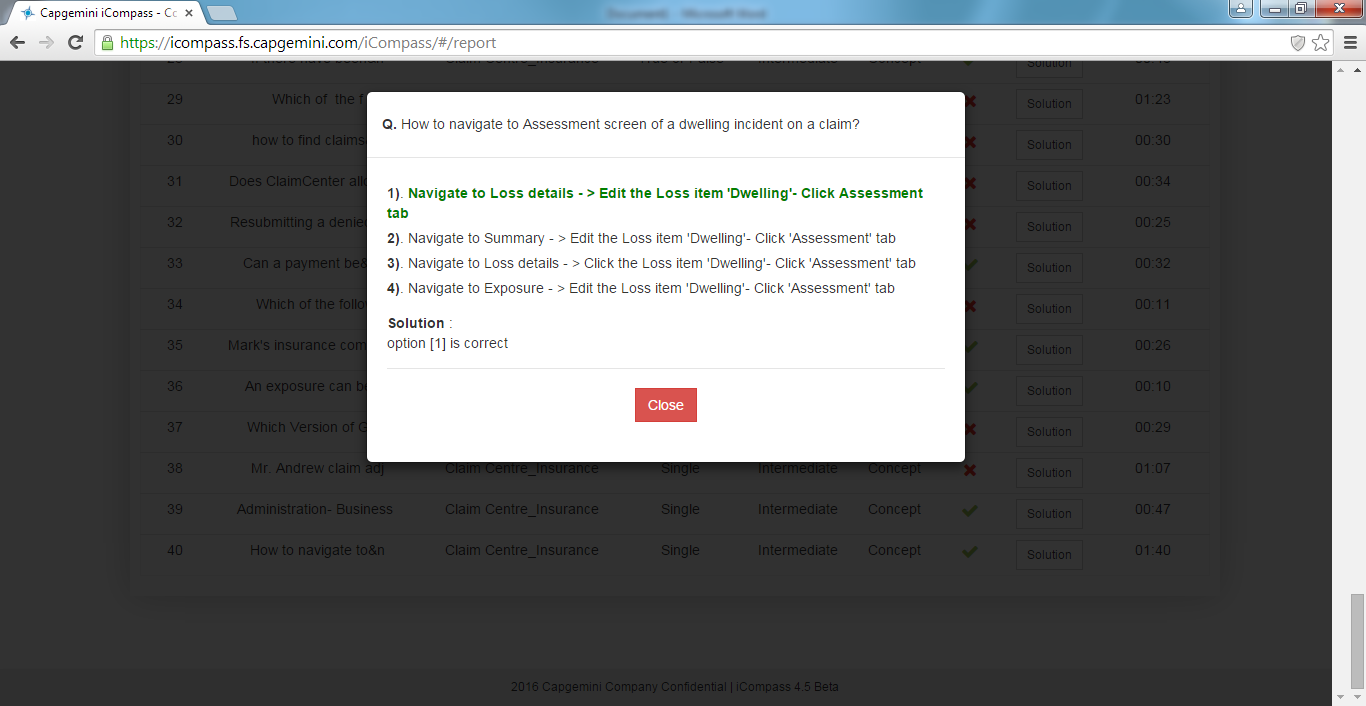 Capgemini iCompass - Co
Document1 - Microsoft Word
https://icompass.fs.capgemini.com/iCompass/#/report
Claim Centre_Insurance Intermediate Concept Solution
29 Which of the f Solution 01:23
Q. How to navigate to Assessment screen of a dwelling incident on a claim?
30 how to find claims Solution 00:30
31 Does ClaimCenter all Solution 00:34
1). Navigate to Loss details - > Edit the Loss item 'Dwelling'- Click Assessment
tab
32 Resubmitting a denie Solution 00:25
2). Navigate to Summary - > Edit the Loss item 'Dwelling'- Click 'Assessment' tab
33 Can a payment be& Solution 00:32
3). Navigate to Loss details - > Click the Loss item 'Dwelling'- Click 'Assessment' tab
4). Navigate to Exposure - > Edit the Loss item 'Dwelling'- Click 'Assessment' tab
34 Which of the follo Solution 00:11
Solution :
option [1] is correct
35 Mark's insurance com Solution 00:26
36 An exposure can b Solution 00:10
Close
37 Which Version of G Solution 00:29
38 Mr. Andrew claim adj Claim Centre_Insurance Single Intermediate Concept Solution 01:07
39 Administration- Business Claim Centre_Insurance Single Intermediate Concept Solution 00:47
40 How to navigate to&n Claim Centre_Insurance Single Intermediate Concept Solution 01:40
2016 Capgemini Company Confidential | iCompass 4.5 Beta